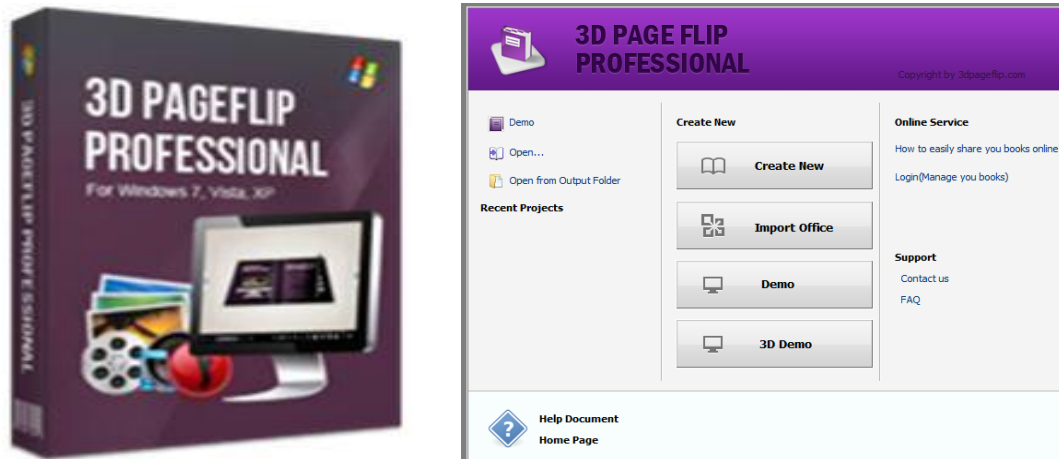 3D PAGEFLIP PROFESSIONAL
3D PAGEFLIP
PROFESSIONAL
For Windows 7, Vista, XP
3D PAGE FLIP
PROFESSIONAL
Copyright by 3dpageflip.com
Demo
Open...
Open from Output Folder
Recent Projects
Create New
Create New
Import Office
Demo
3D Demo
Online Service
How to easily share you books online
Login(Manage you books)
Support
Contact us
FAQ
Help Document
Home Page